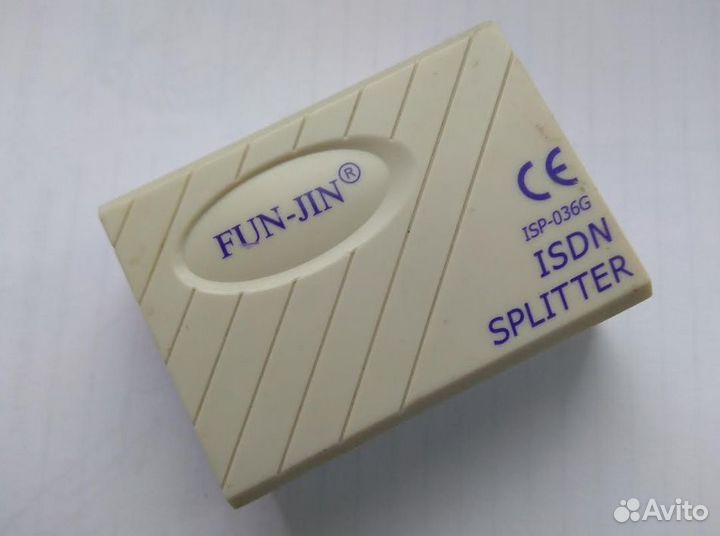 FUN-JIN®
CE
ISP-036G
ISDN
SPLITTER
Avito